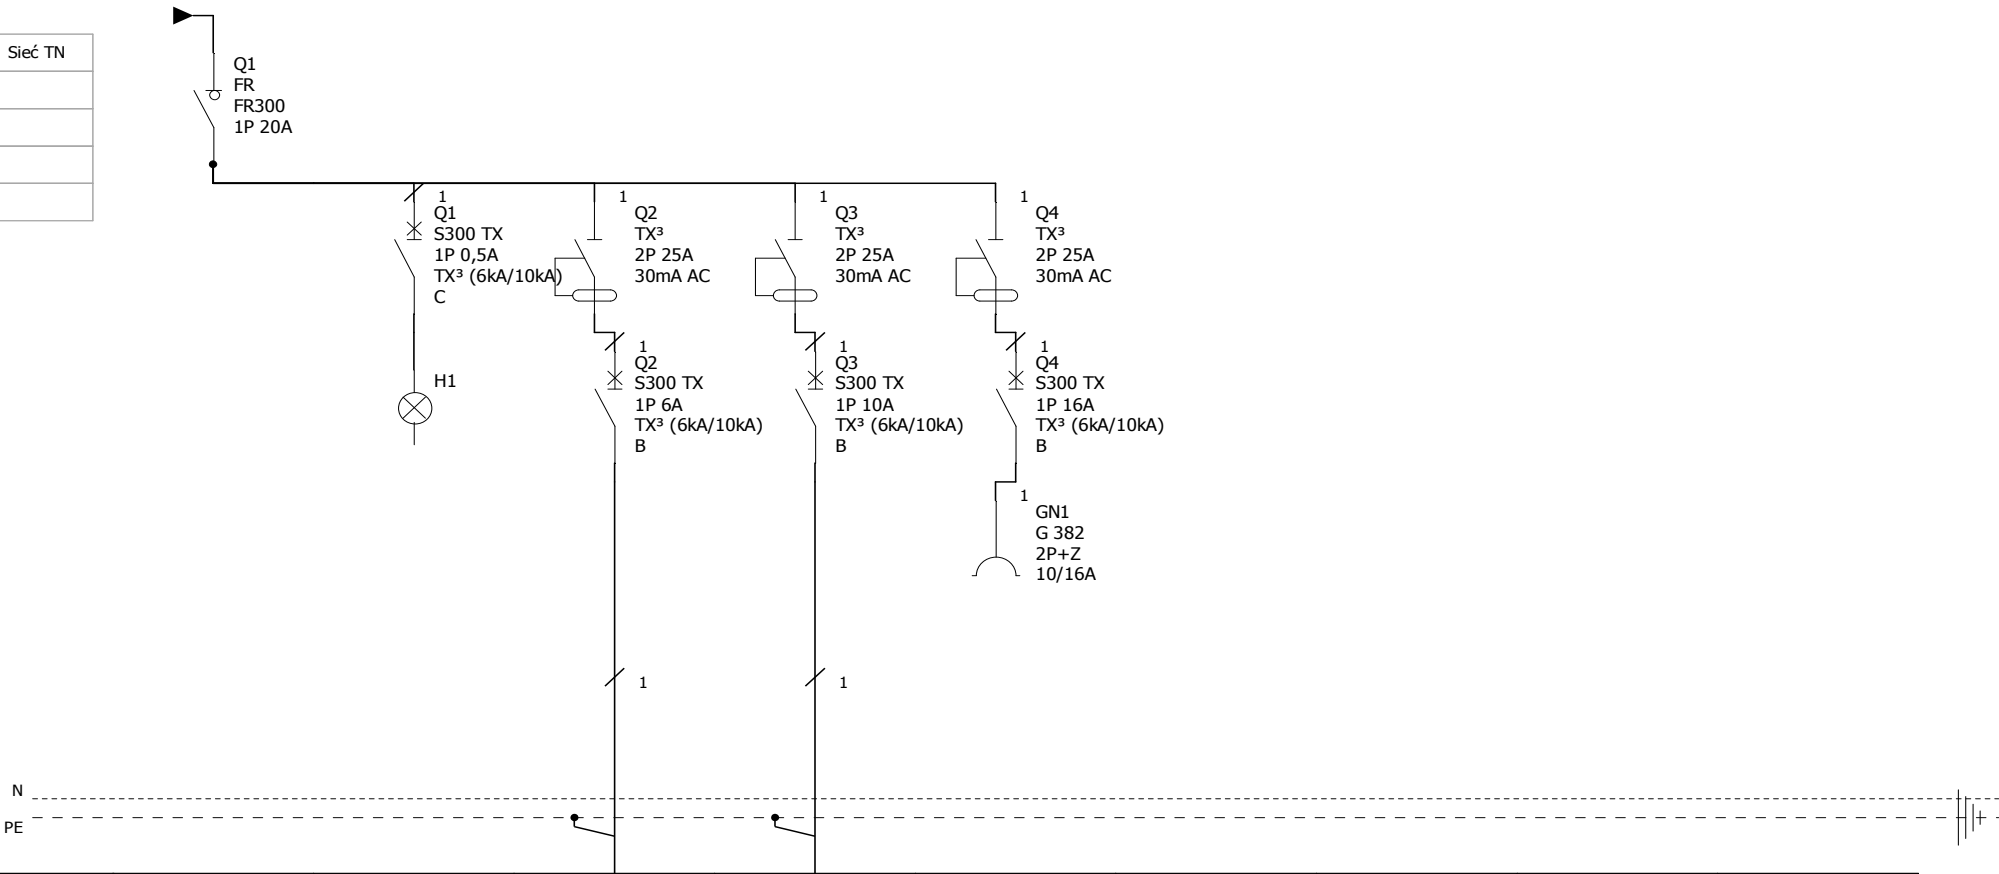 Sieć TN
Q1
FR
FR300
1P 20A
1
Q1
S300 TX
1P 0,5A
TX³ (6kA/10kA)
C
H1
1
Q2
TX³
2P 25A
30mA AC
1
Q2
S300 TX
1P 6A
TX³ (6kA/10kA)
B
1
1
Q3
TX³
2P 25A
30mA AC
1
Q3
S300 TX
1P 10A
TX³ (6kA/10kA)
B
1
1
Q4
TX³
2P 25A
30mA AC
1
Q4
S300 TX
1P 16A
TX³ (6kA/10kA)
B
1
GN1
G 382
2P+Z
10/16A
N
PE